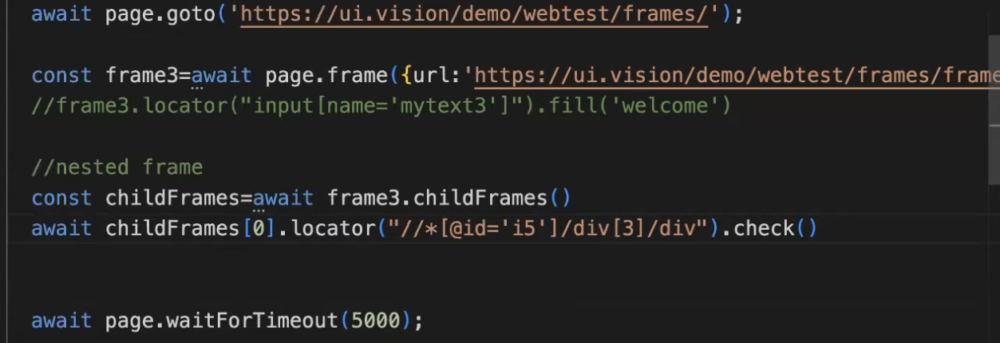 await page.goto('https://ui.vision/demo/webtest/frames/');
const frame3=await page.frame({url:'https://ui.vision/demo/webtest/frames/frame
//frame3.locator("input[name='mytext3']").fill('welcome')
//nested frame
const childFrames=await frame3.childFrames()
await childFrames[0].locator("//*[@id='i5']/div[3]/div").check()
await page.waitForTimeout(5000);